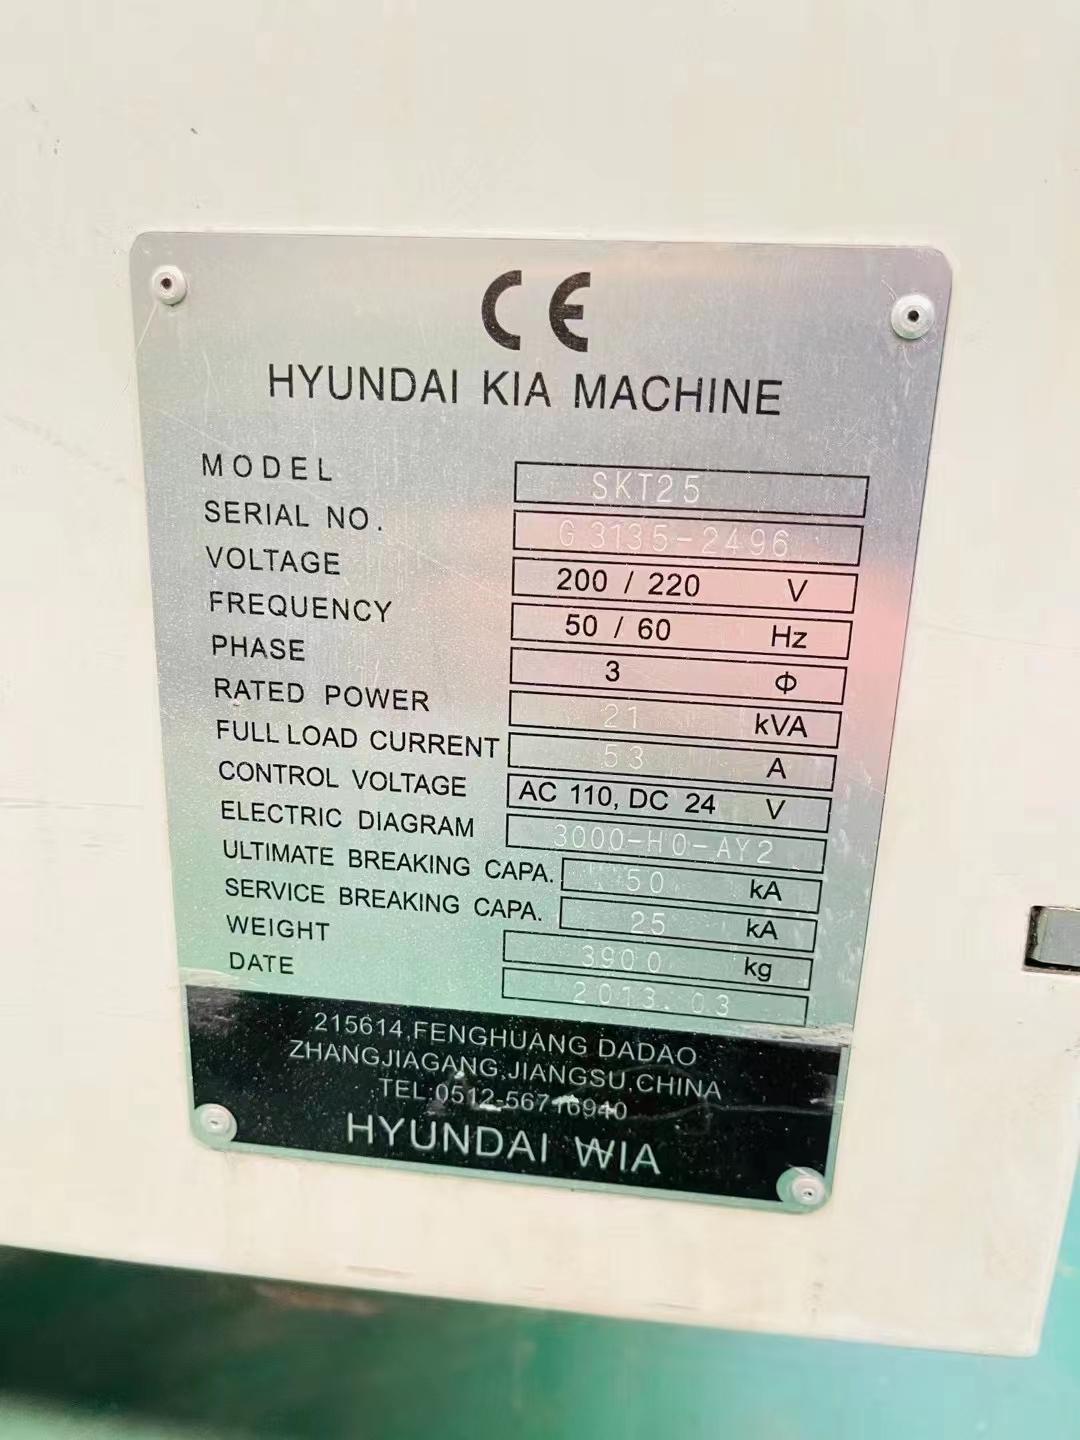 CE
HYUNDAI KIA MACHINE
MODEL SKT25
SERIAL NO. G3135-2496
VOLTAGE 200 / 220 V
FREQUENCY 50 / 60 Hz
PHASE 3 Φ
RATED POWER 21 kVA
FULL LOAD CURRENT 53 A
CONTROL VOLTAGE AC 110, DC 24 V
ELECTRIC DIAGRAM 3000-H0-AY2
ULTIMATE BREAKING CAPA. 50 kA
SERVICE BREAKING CAPA. 25 kA
WEIGHT 3900 kg
DATE 2013.03
215614,FENGHUANG DADAO
ZHANGJIAGANG,JIANGSU,CHINA
TEL:0512-56716940
HYUNDAI WIA